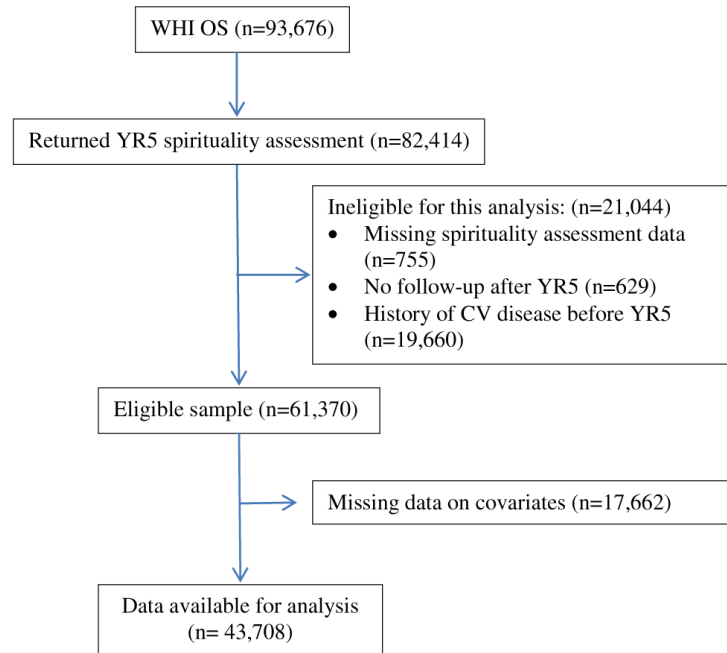 WHI OS (n=93,676)
Returned YR5 spirituality assessment (n=82,414)
Ineligible for this analysis: (n=21,044)
• Missing spirituality assessment data
(n=755)
• No follow-up after YR5 (n=629)
• History of CV disease before YR5
(n=19,660)
Eligible sample (n=61,370)
Missing data on covariates (n=17,662)
Data available for analysis
(n= 43,708)